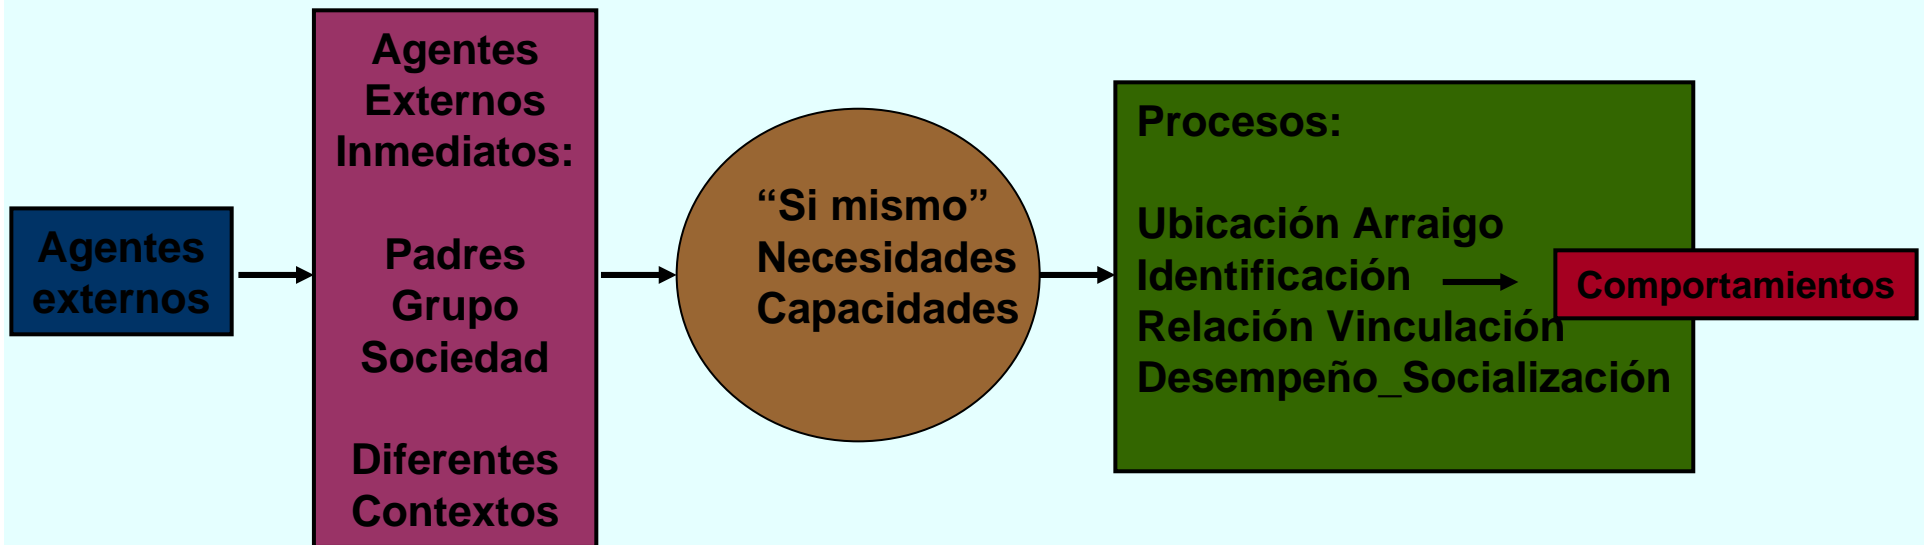 Agentes
externos
Agentes
Externos
Inmediatos:
Padres
Grupo
Sociedad
Diferentes
Contextos
“Si mismo”
Necesidades
Capacidades
Procesos:
Ubicación Arraigo
Identificación
Relación Vinculación
Desempeño_Socialización
Comportamientos